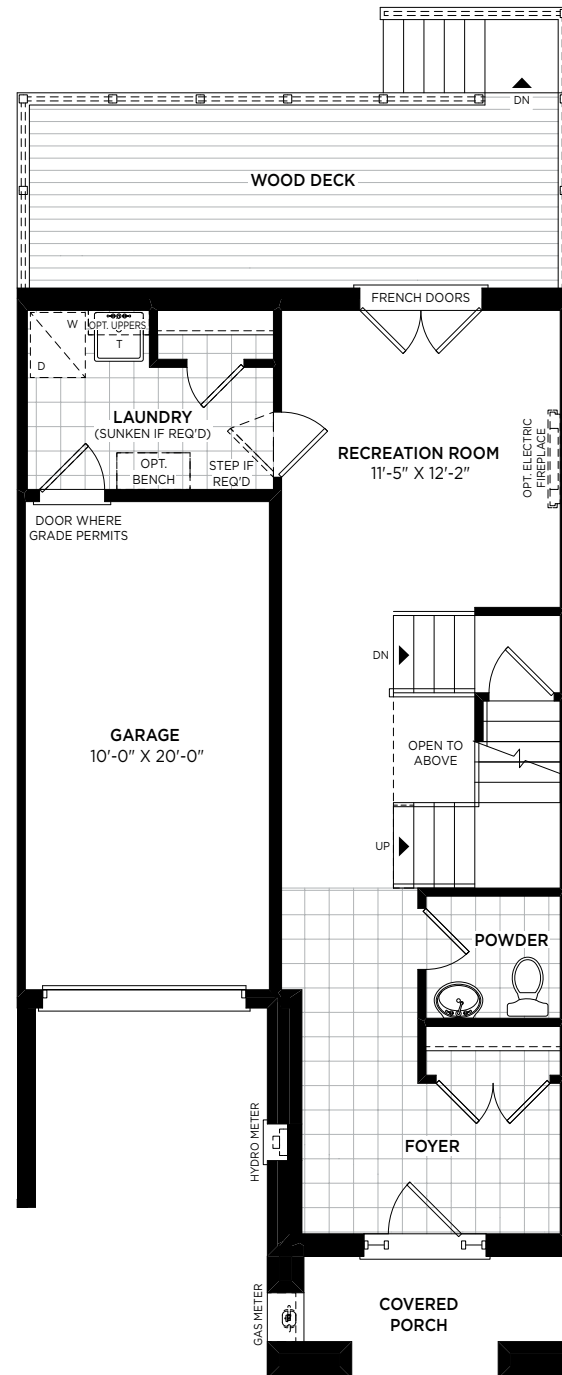 DN
WOOD DECK
FRENCH DOORS
W
OPT. UPPERS
T
D
LAUNDRY
(SUNKEN IF REQ'D)
OPT.
BENCH
STEP IF
REQ'D
RECREATION ROOM
11'-5" X 12'-2"
OPT. ELECTRIC
FIREPLACE
DOOR WHERE
GRADE PERMITS
DN
GARAGE
10'-0" X 20'-0"
OPEN TO
ABOVE
UP
POWDER
HYDRO METER
FOYER
GAS METER
COVERED
PORCH